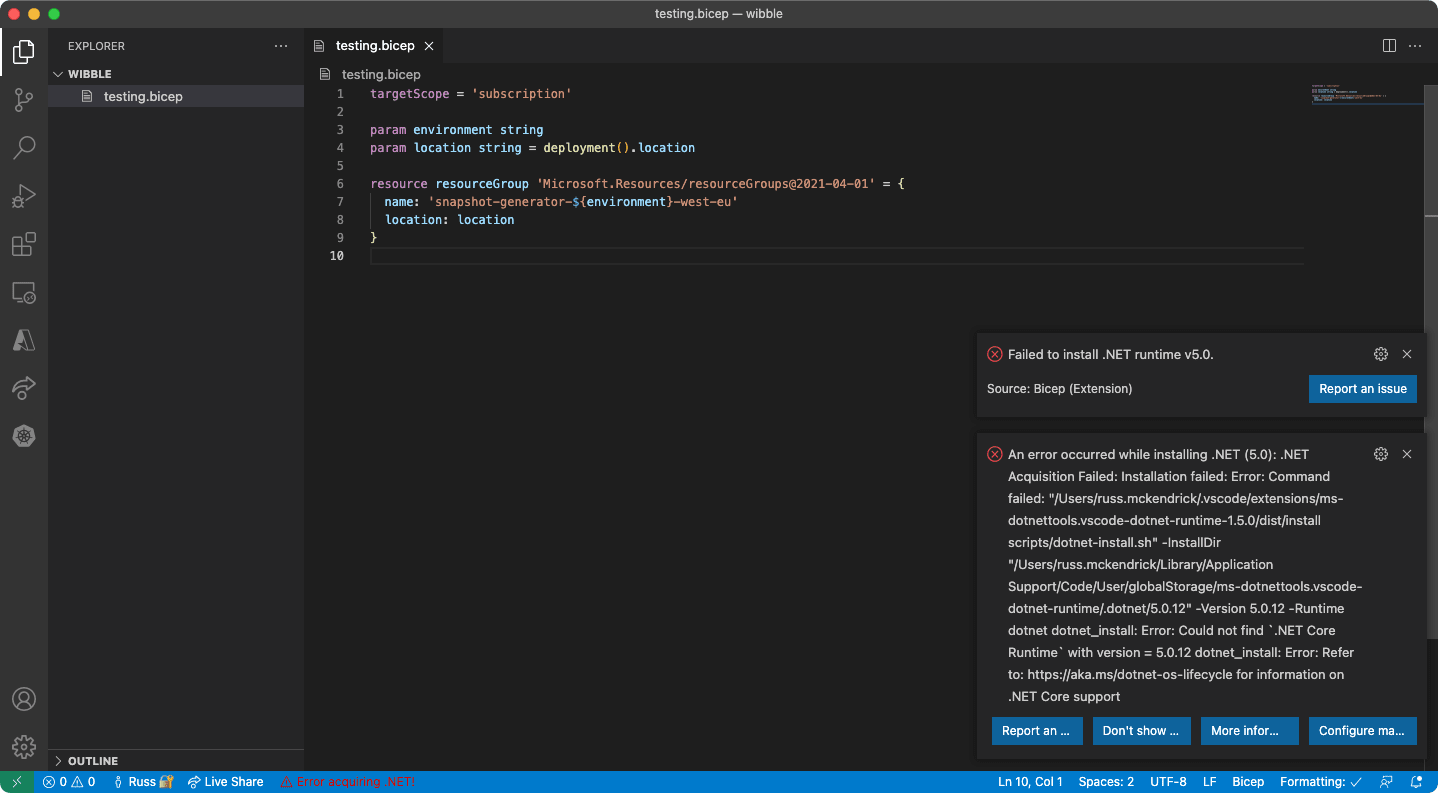 testing.bicep — wibble
EXPLORER
WIBBLE
testing.bicep
OUTLINE
testing.bicep
testing.bicep
1 targetScope = 'subscription'
2
3 param environment string
4 param location string = deployment().location
5
6 resource resourceGroup 'Microsoft.Resources/resourceGroups@2021-04-01' = {
7 name: 'snapshot-generator-${environment}-west-eu'
8 location: location
9 }
10
Failed to install .NET runtime v5.0.
Source: Bicep (Extension)
Report an issue
An error occurred while installing .NET (5.0): .NET
Acquisition Failed: Installation failed: Error: Command
failed: "/Users/russ.mckendrick/.vscode/extensions/ms-
dotnettools.vscode-dotnet-runtime-1.5.0/dist/install
scripts/dotnet-install.sh" -InstallDir
"/Users/russ.mckendrick/Library/Application
Support/Code/User/globalStorage/ms-dotnettools.vscode-
dotnet-runtime/.dotnet/5.0.12" -Version 5.0.12 -Runtime
dotnet dotnet_install: Error: Could not find `.NET Core
Runtime` with version = 5.0.12 dotnet_install: Error: Refer
to: https://aka.ms/dotnet-os-lifecycle for information on
.NET Core support
Report an ...
Don't show ...
More infor...
Configure ma...
0 0 Russ Live Share Error acquiring .NET! Ln 10, Col 1 Spaces: 2 UTF-8 LF Bicep Formatting: